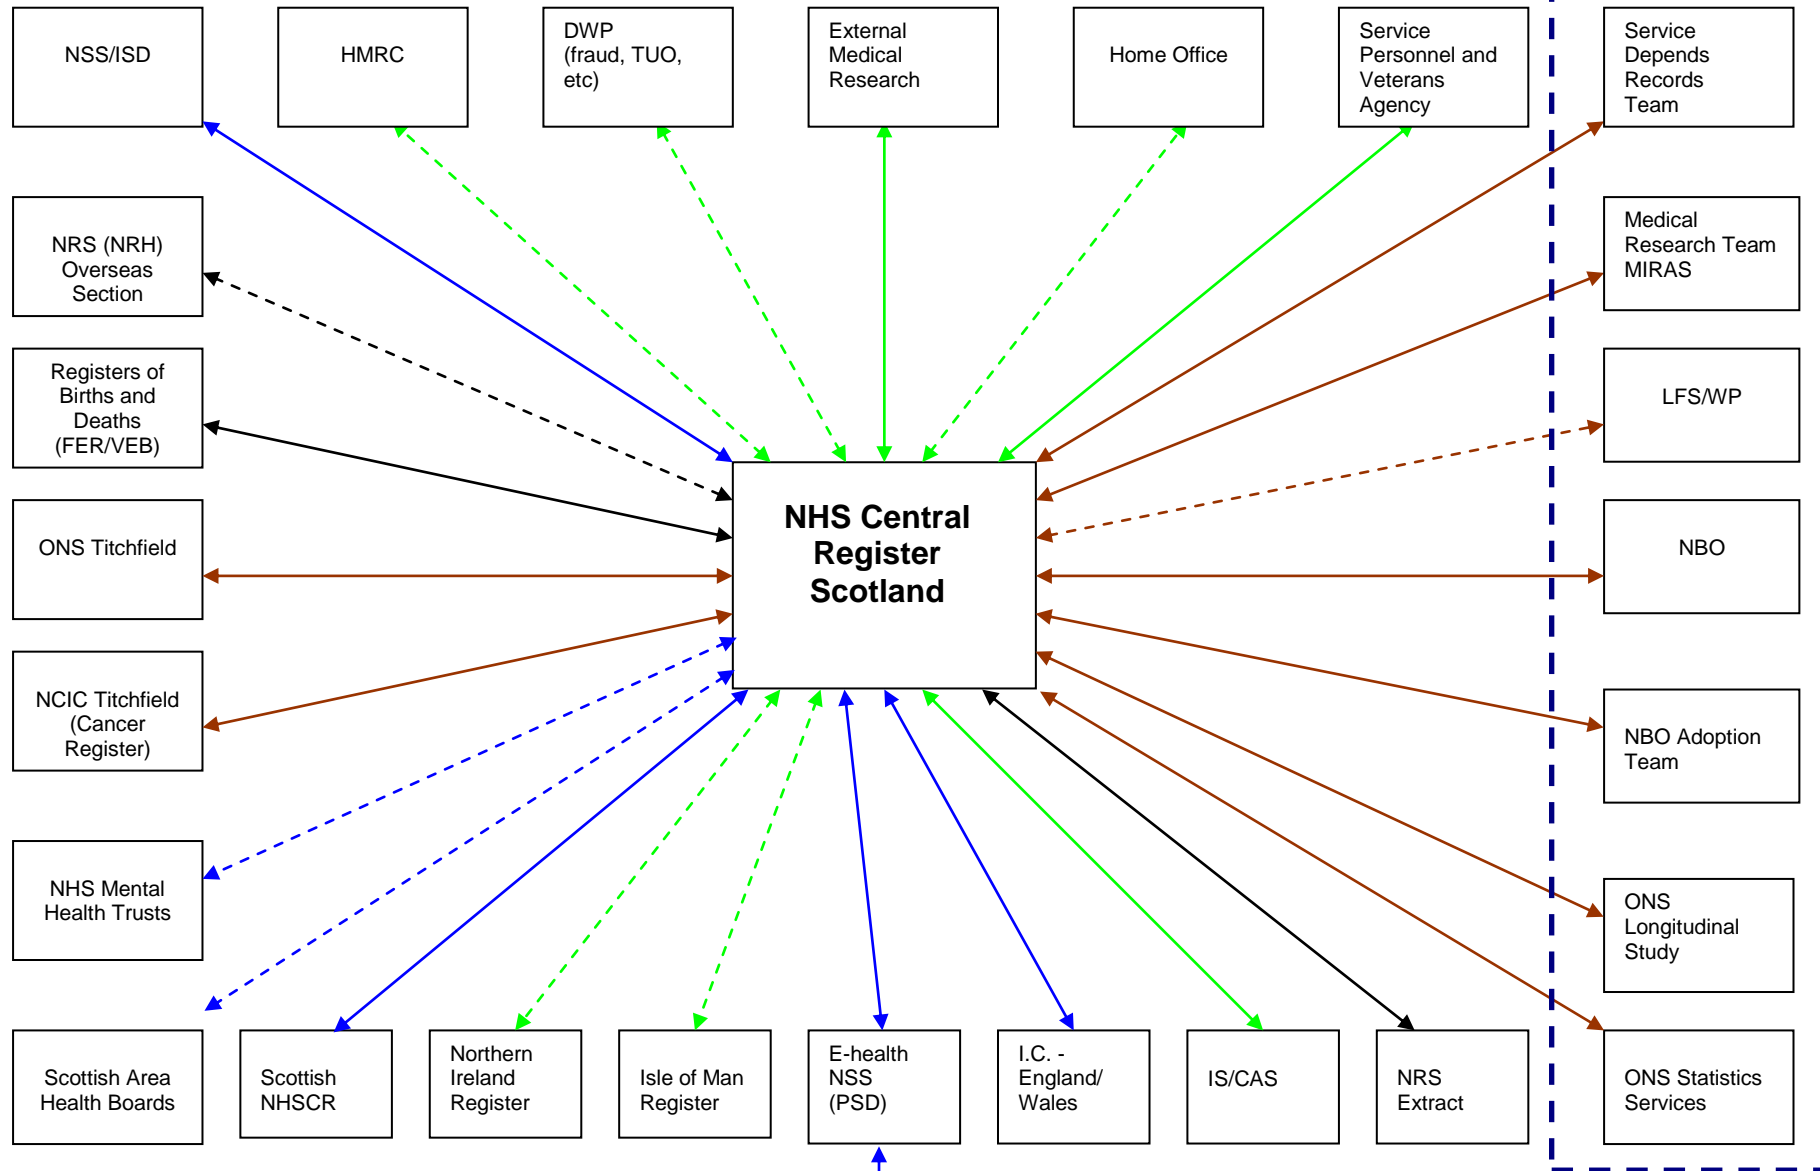 NSS/ISD
HMRC
DWP
(fraud, TUO,
etc)
External
Medical
Research
Home Office
Service
Personnel and
Veterans
Agency
Service
Depends
Records
Team
NRS (NRH)
Overseas
Section
Medical
Research Team
MIRAS
Registers of
Births and
Deaths
(FER/VEB)
LFS/WP
ONS Titchfield
NHS Central
Register
Scotland
NBO
NCIC Titchfield
(Cancer
Register)
NBO Adoption
Team
NHS Mental
Health Trusts
ONS
Longitudinal
Study
Scottish Area
Health Boards
Scottish
NHSCR
Northern
Ireland
Register
Isle of Man
Register
E-health
NSS
(PSD)
I.C. -
England/
Wales
IS/CAS
NRS
Extract
ONS Statistics
Services